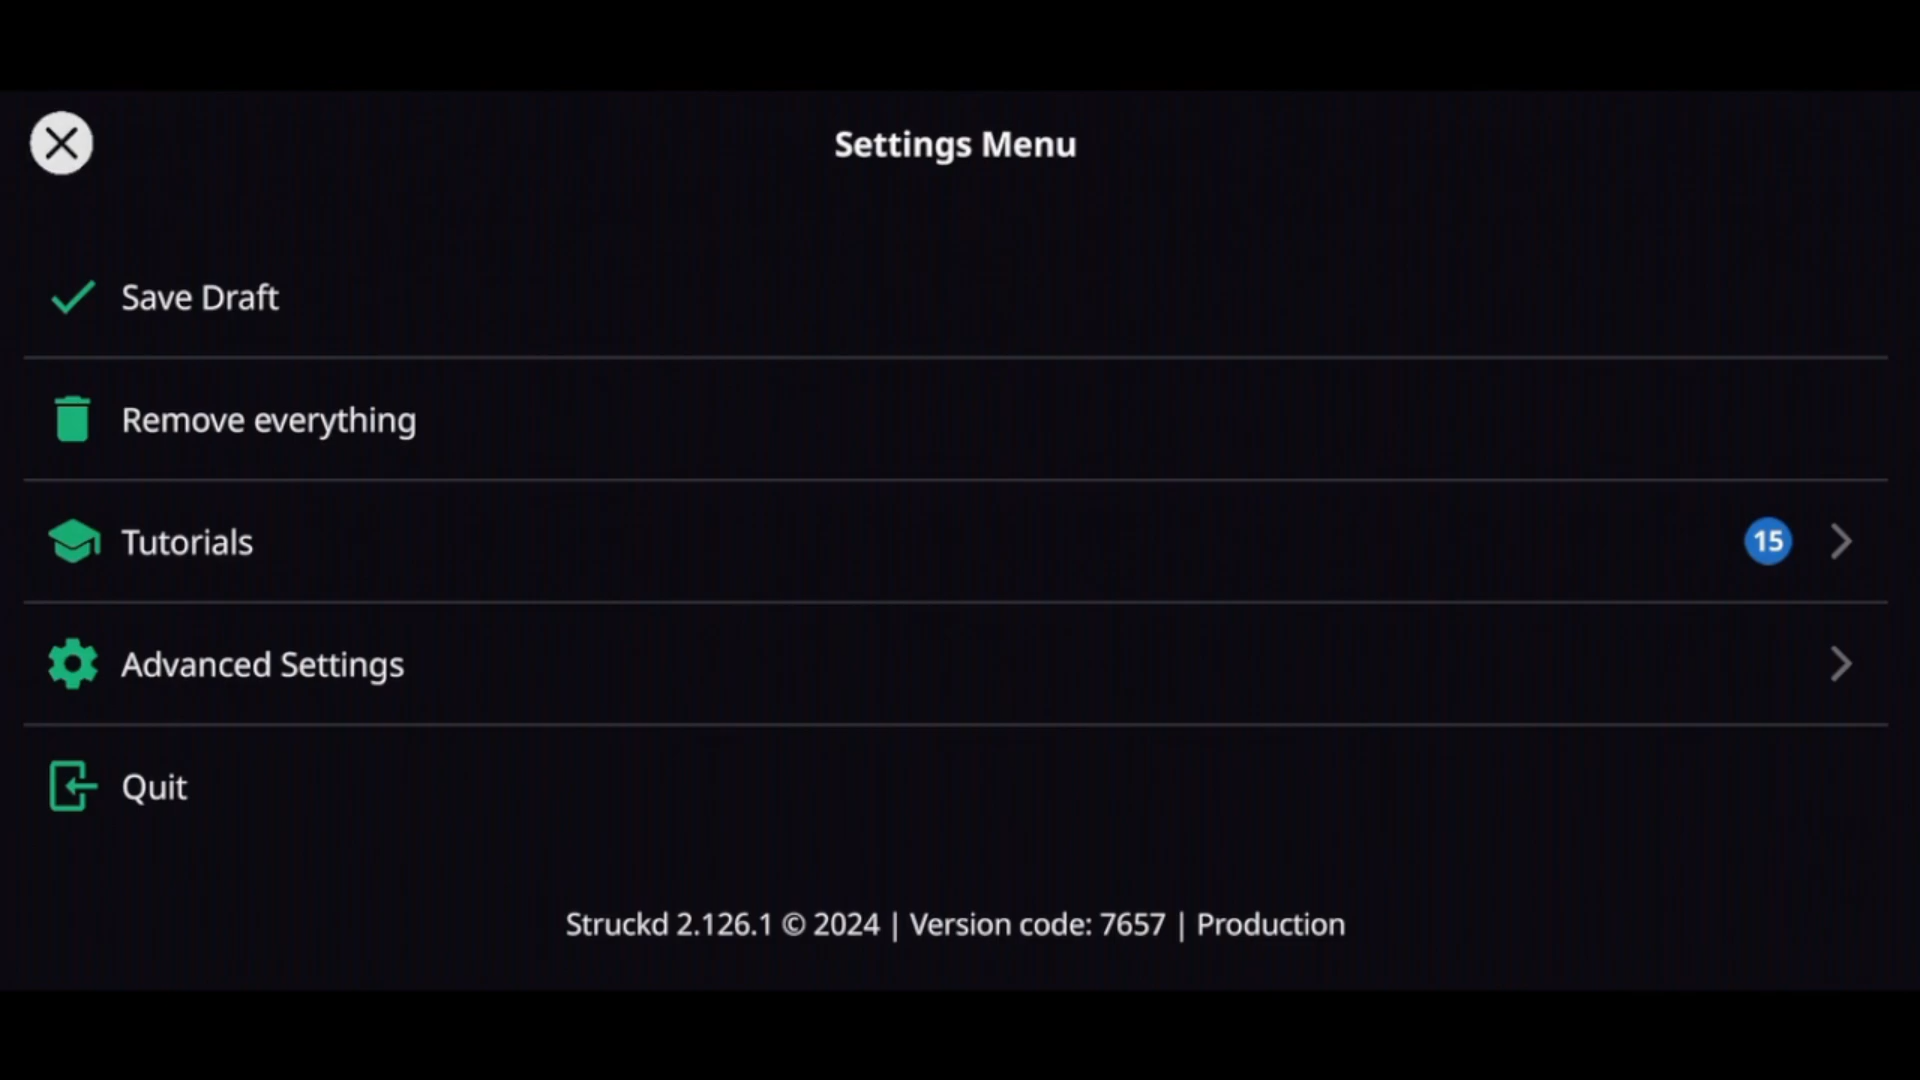 Settings Menu
Save Draft
Remove everything
Tutorials
15
Advanced Settings
Quit
Struckd 2.126.1 © 2024 | Version code: 7657 | Production